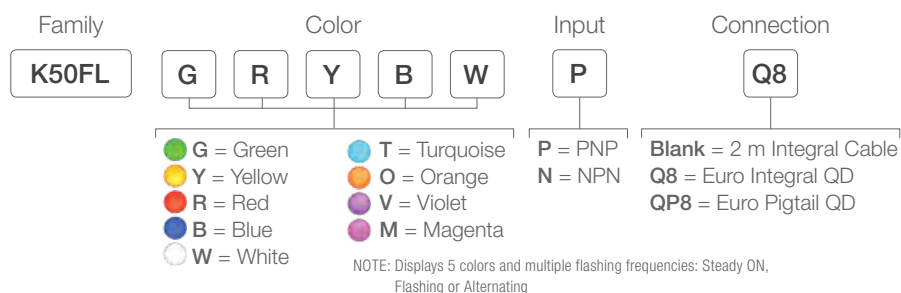 Family Color Input Connection
K50FL G R Y B W P Q8
G = Green T = Turquoise P = PNP Blank = 2 m Integral Cable
Y = Yellow O = Orange N = NPN Q8 = Euro Integral QD
R = Red V = Violet QP8 = Euro Pigtail QD
B = Blue M = Magenta
W = White
NOTE: Displays 5 colors and multiple flashing frequencies: Steady ON,
Flashing or Alternating